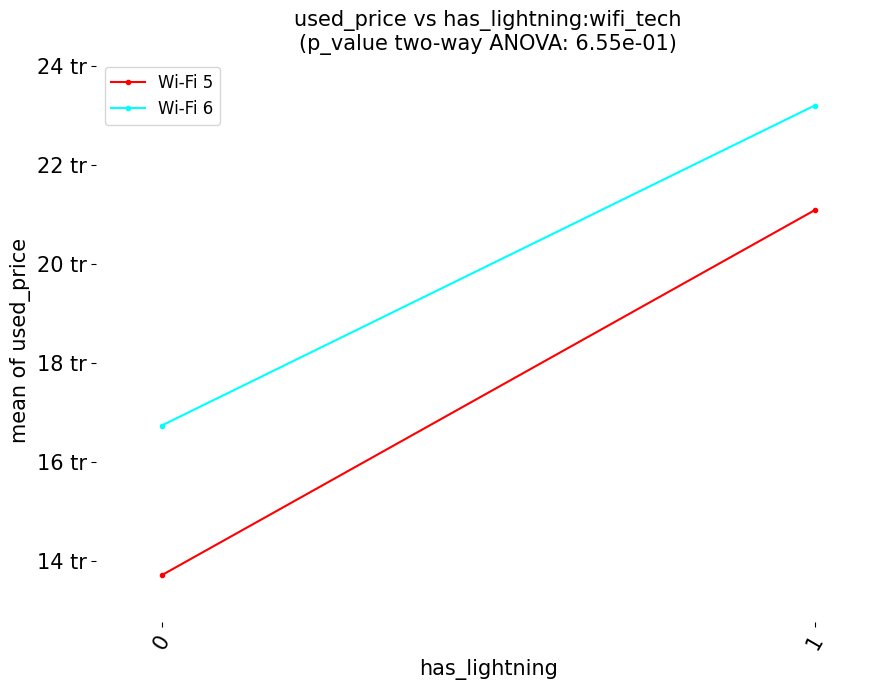 used_price vs has_lightning:wifi_tech
(p_value two-way ANOVA: 6.55e-01)
24 tr
Wi-Fi 5
Wi-Fi 6
22 tr
20 tr
18 tr
16 tr
14 tr
mean of used_price
0
1
has_lightning